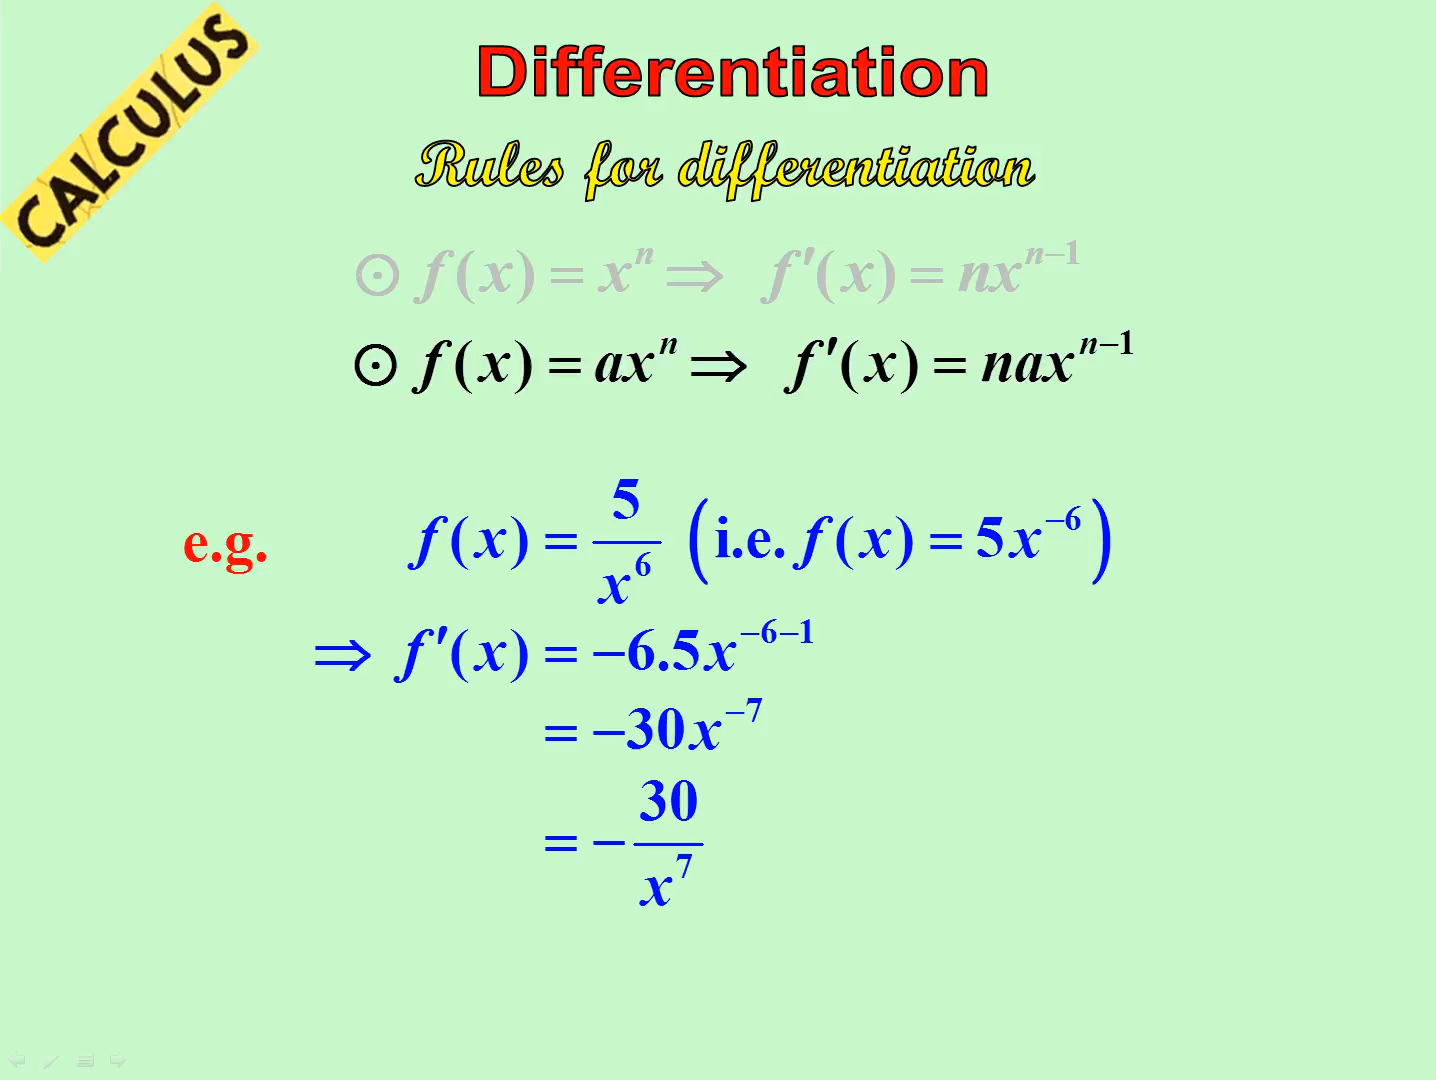 CALCULUS
Differentiation
Rules for differentiation
⊙ f(x) = xⁿ ⇒ f′(x) = nxⁿ⁻¹
⊙ f(x) = axⁿ ⇒ f′(x) = naxⁿ⁻¹
e.g. f(x) = 5/x⁶ (i.e. f(x) = 5x⁻⁶)
⇒ f′(x) = −6.5x⁻⁶⁻¹
= −30x⁻⁷
= −30/x⁷